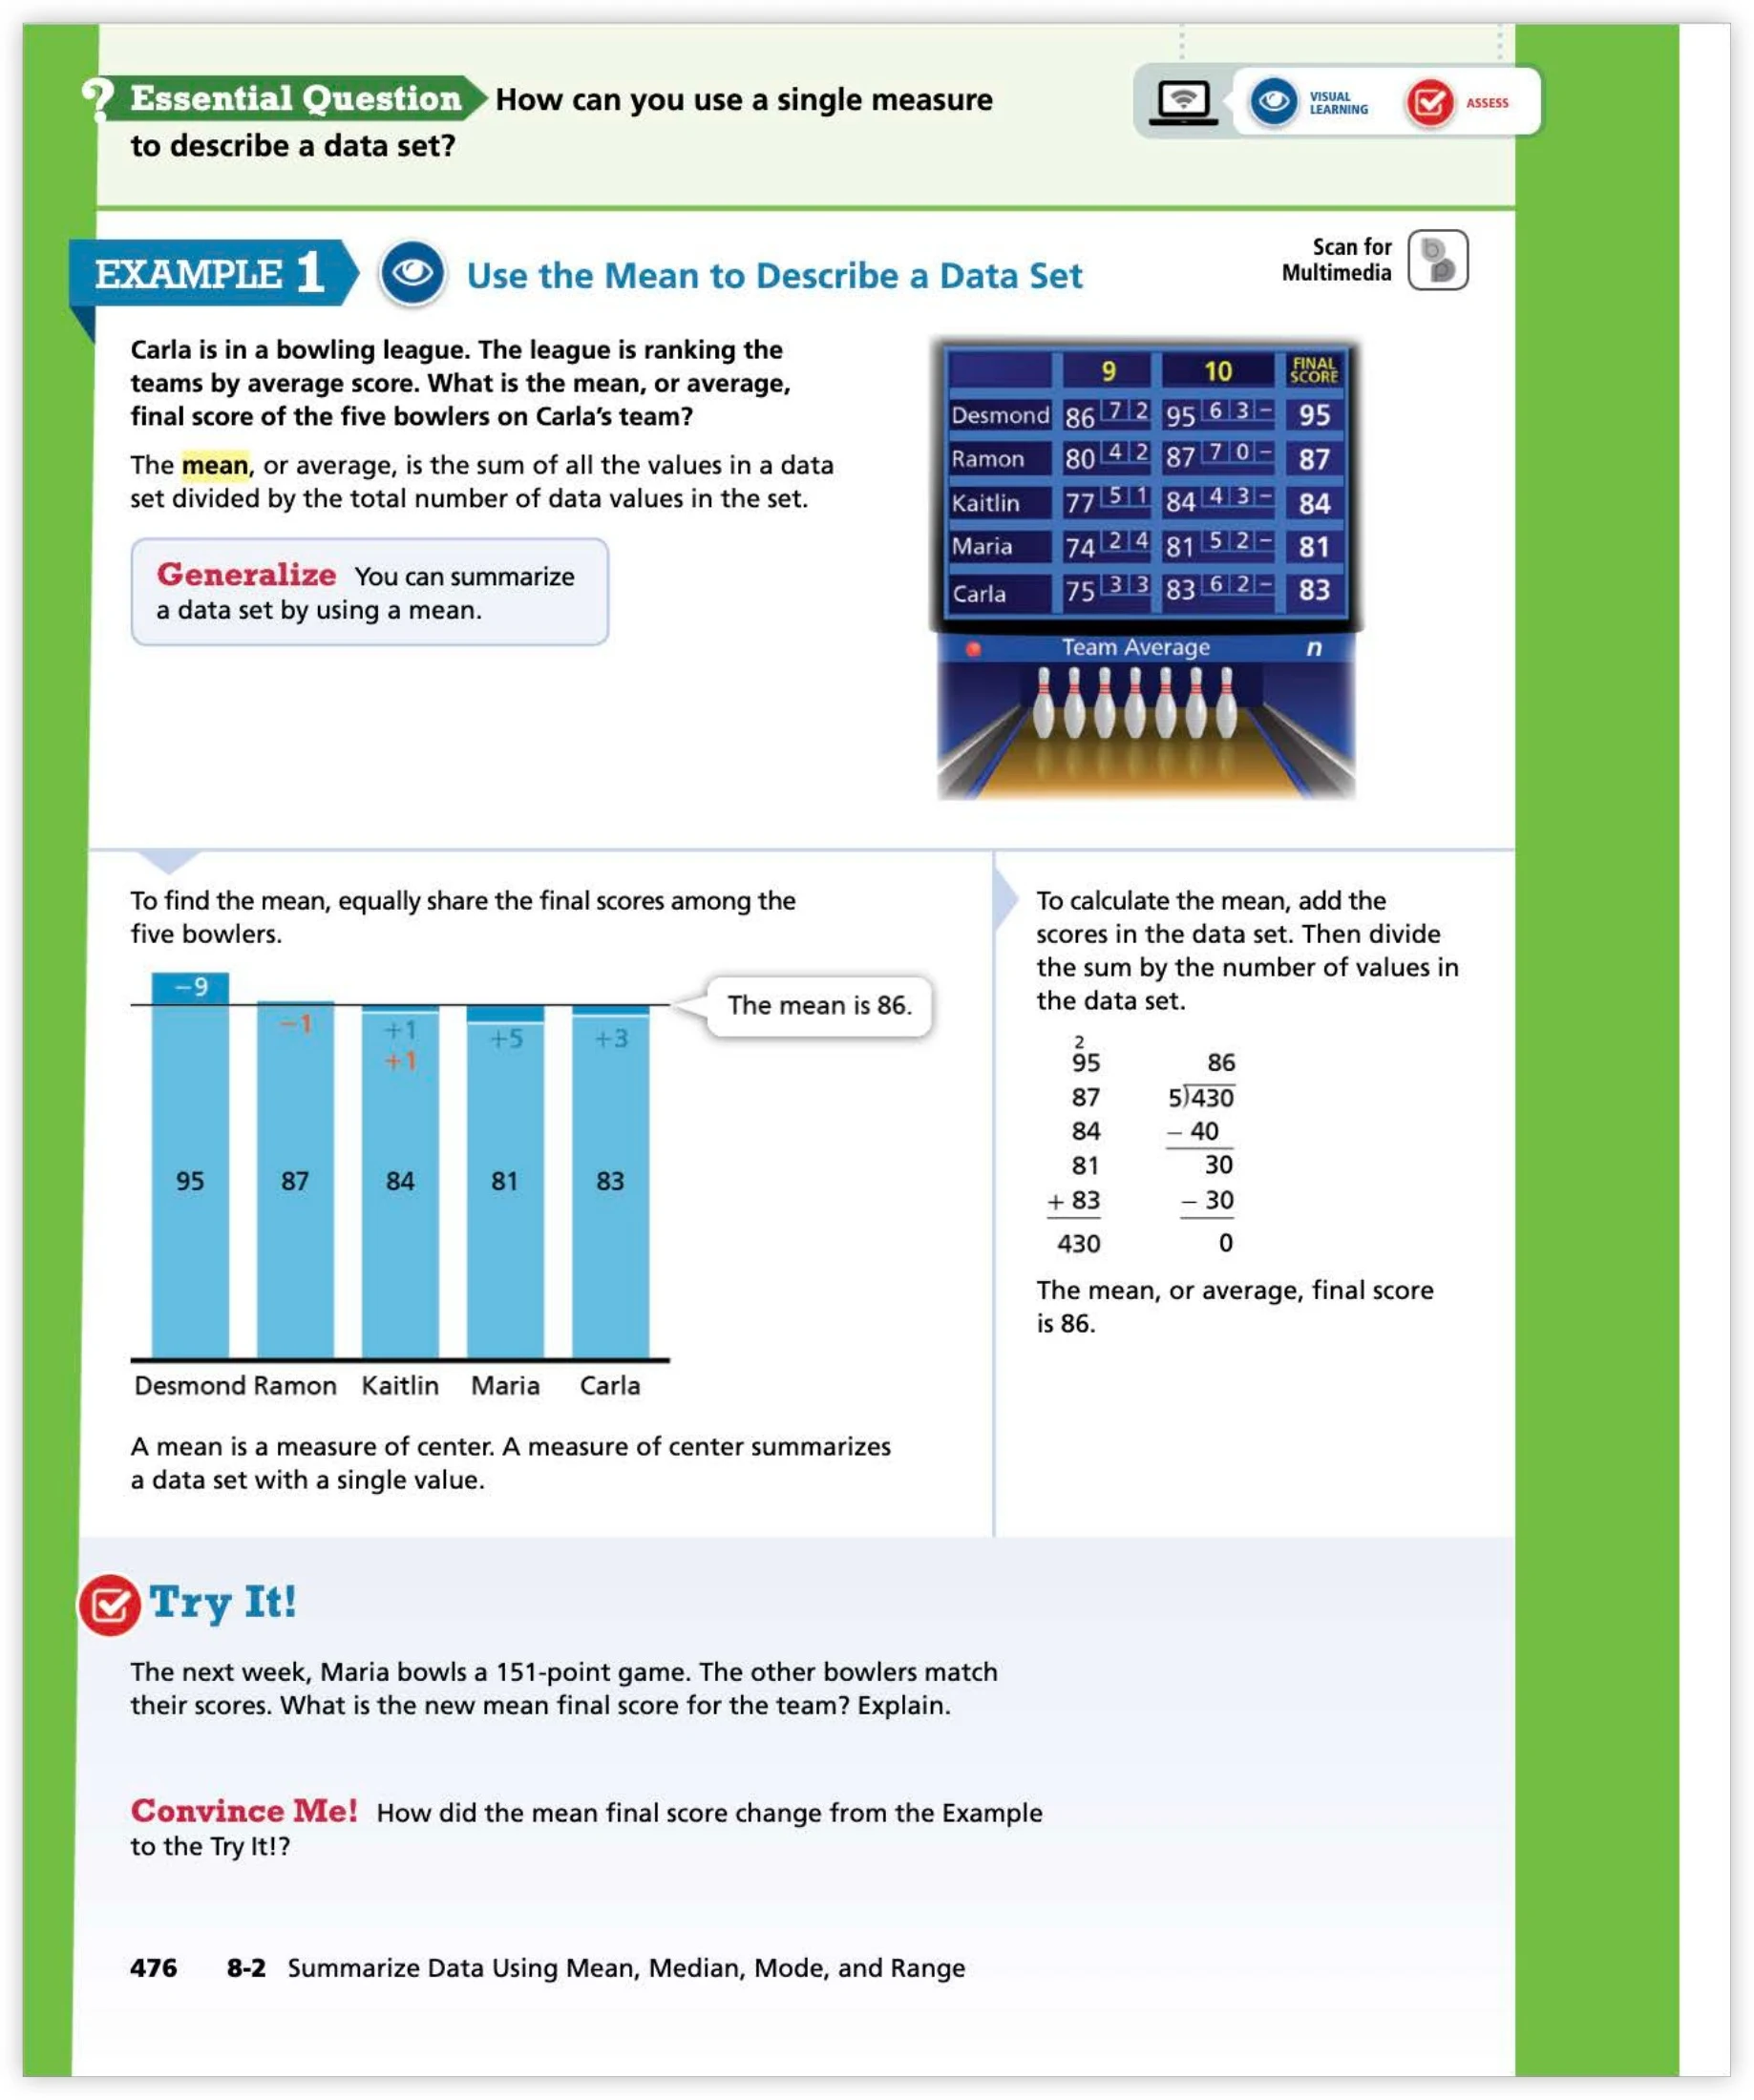 ? Essential Question How can you use a single measure
to describe a data set?
VISUAL
LEARNING
ASSESS
EXAMPLE 1 Use the Mean to Describe a Data Set
Scan for
Multimedia
Carla is in a bowling league. The league is ranking the
teams by average score. What is the mean, or average,
final score of the five bowlers on Carla's team?
The mean, or average, is the sum of all the values in a data
set divided by the total number of data values in the set.
Generalize You can summarize
a data set by using a mean.
9 10 FINAL
SCORE
Desmond 86 7 2 95 6 3 – 95
Ramon 80 4 2 87 7 0 – 87
Kaitlin 77 5 1 84 4 3 – 84
Maria 74 2 4 81 5 2 – 81
Carla 75 3 3 83 6 2 – 83
Team Average n
To find the mean, equally share the final scores among the
five bowlers.
−9
−1 +1 +5 +3
+1
The mean is 86.
95 87 84 81 83
Desmond Ramon Kaitlin Maria Carla
A mean is a measure of center. A measure of center summarizes
a data set with a single value.
To calculate the mean, add the
scores in the data set. Then divide
the sum by the number of values in
the data set.
2
95 86
87 5)430
84 − 40
81 30
+ 83 − 30
430 0
The mean, or average, final score
is 86.
Try It!
The next week, Maria bowls a 151-point game. The other bowlers match
their scores. What is the new mean final score for the team? Explain.
Convince Me! How did the mean final score change from the Example
to the Try It!?
476 8-2 Summarize Data Using Mean, Median, Mode, and Range